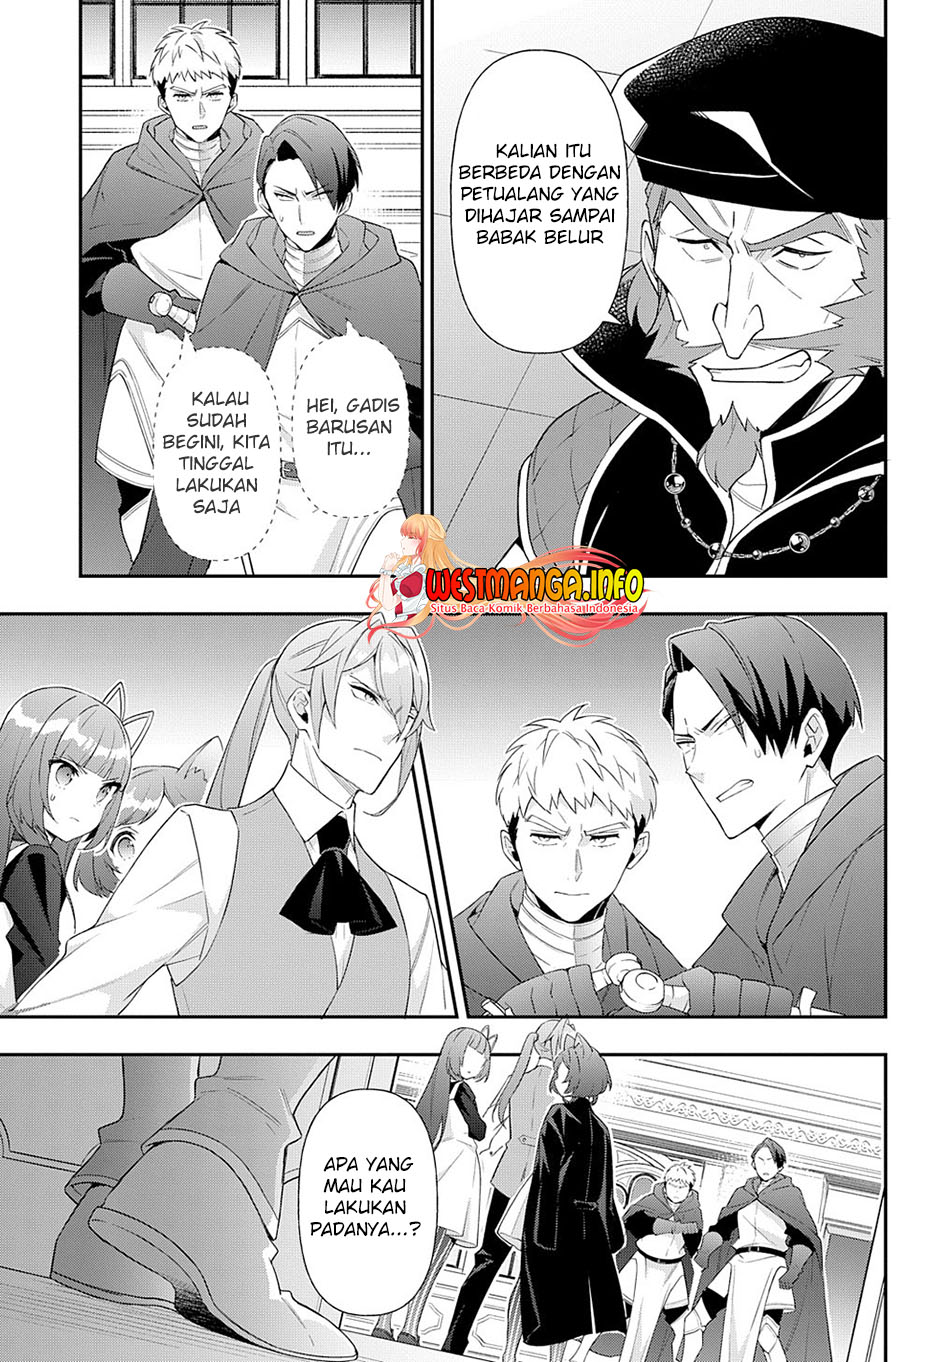 KALIAN ITU
BERBEDA DENGAN
PETUALANG YANG
DIHAJAR SAMPAI
BABAK BELUR
HEI, GADIS
BARUSAN
ITU...
KALAU
SUDAH
BEGINI, KITA
TINGGAL
LAKUKAN
SAJA
WESTMANGA.INFO
Situs Baca Komik Berbahasa Indonesia
APA YANG
MAU KAU
LAKUKAN
PADANYA...?